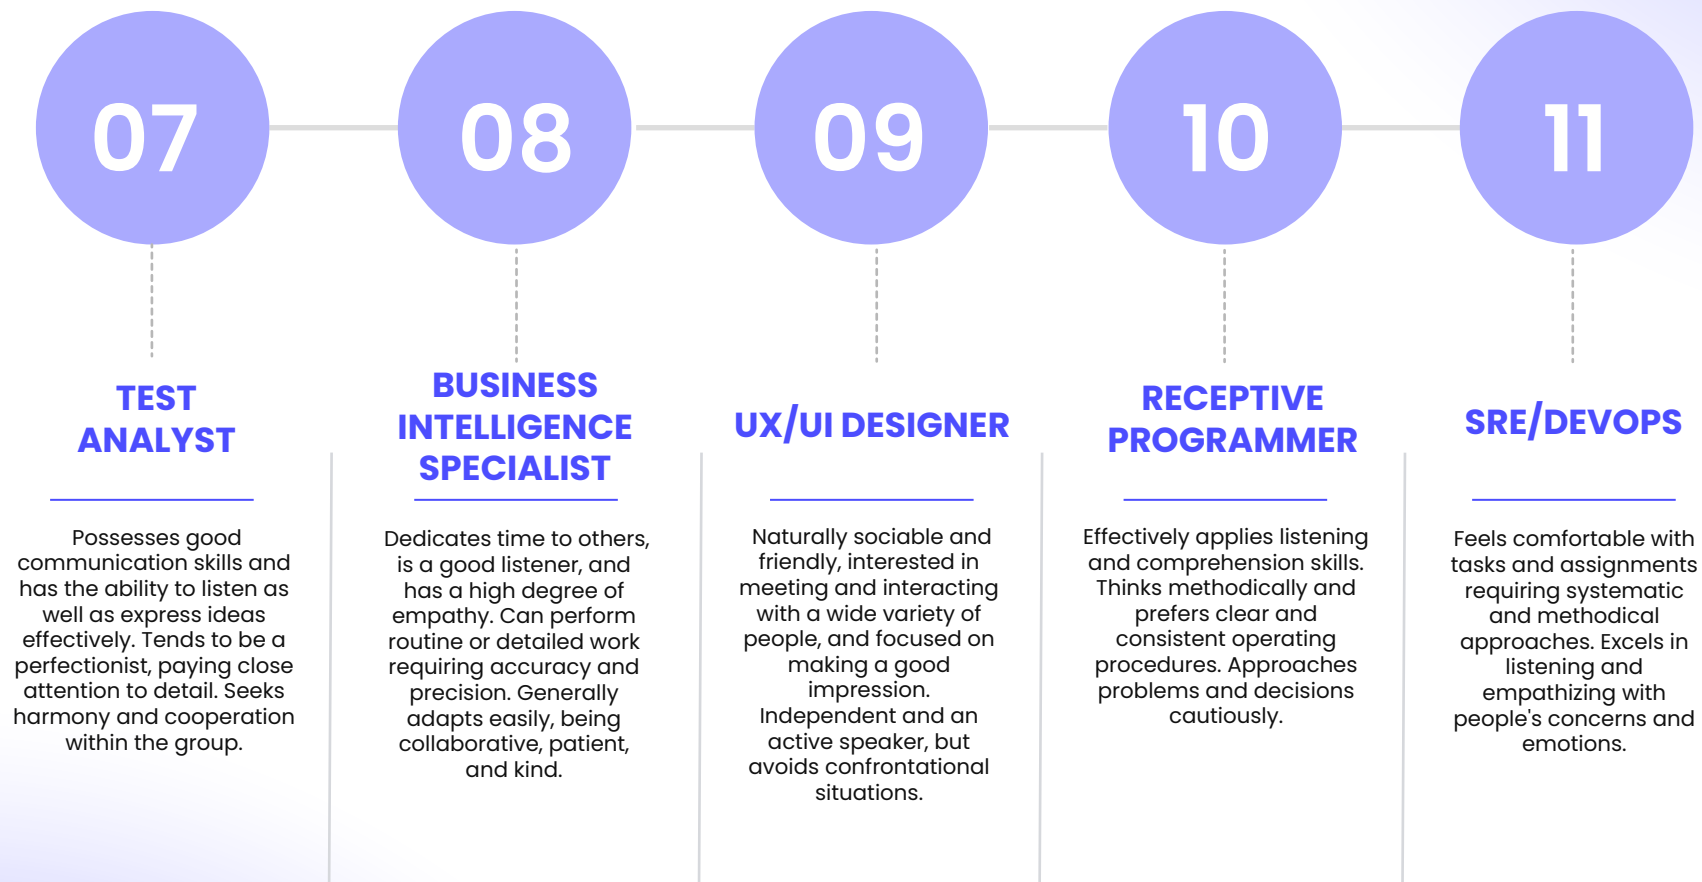 07
08
09
10
11
TEST
ANALYST
Possesses good
communication skills and
has the ability to listen as
well as express ideas
effectively. Tends to be a
perfectionist, paying close
attention to detail. Seeks
harmony and cooperation
within the group.
BUSINESS
INTELLIGENCE
SPECIALIST
Dedicates time to others,
is a good listener, and
has a high degree of
empathy. Can perform
routine or detailed work
requiring accuracy and
precision. Generally
adapts easily, being
collaborative, patient,
and kind.
UX/UI DESIGNER
Naturally sociable and
friendly, interested in
meeting and interacting
with a wide variety of
people, and focused on
making a good
impression.
Independent and an
active speaker, but
avoids confrontational
situations.
RECEPTIVE
PROGRAMMER
Effectively applies listening
and comprehension skills.
Thinks methodically and
prefers clear and
consistent operating
procedures. Approaches
problems and decisions
cautiously.
SRE/DEVOPS
Feels comfortable with
tasks and assignments
requiring systematic
and methodical
approaches. Excels in
listening and
empathizing with
people's concerns and
emotions.